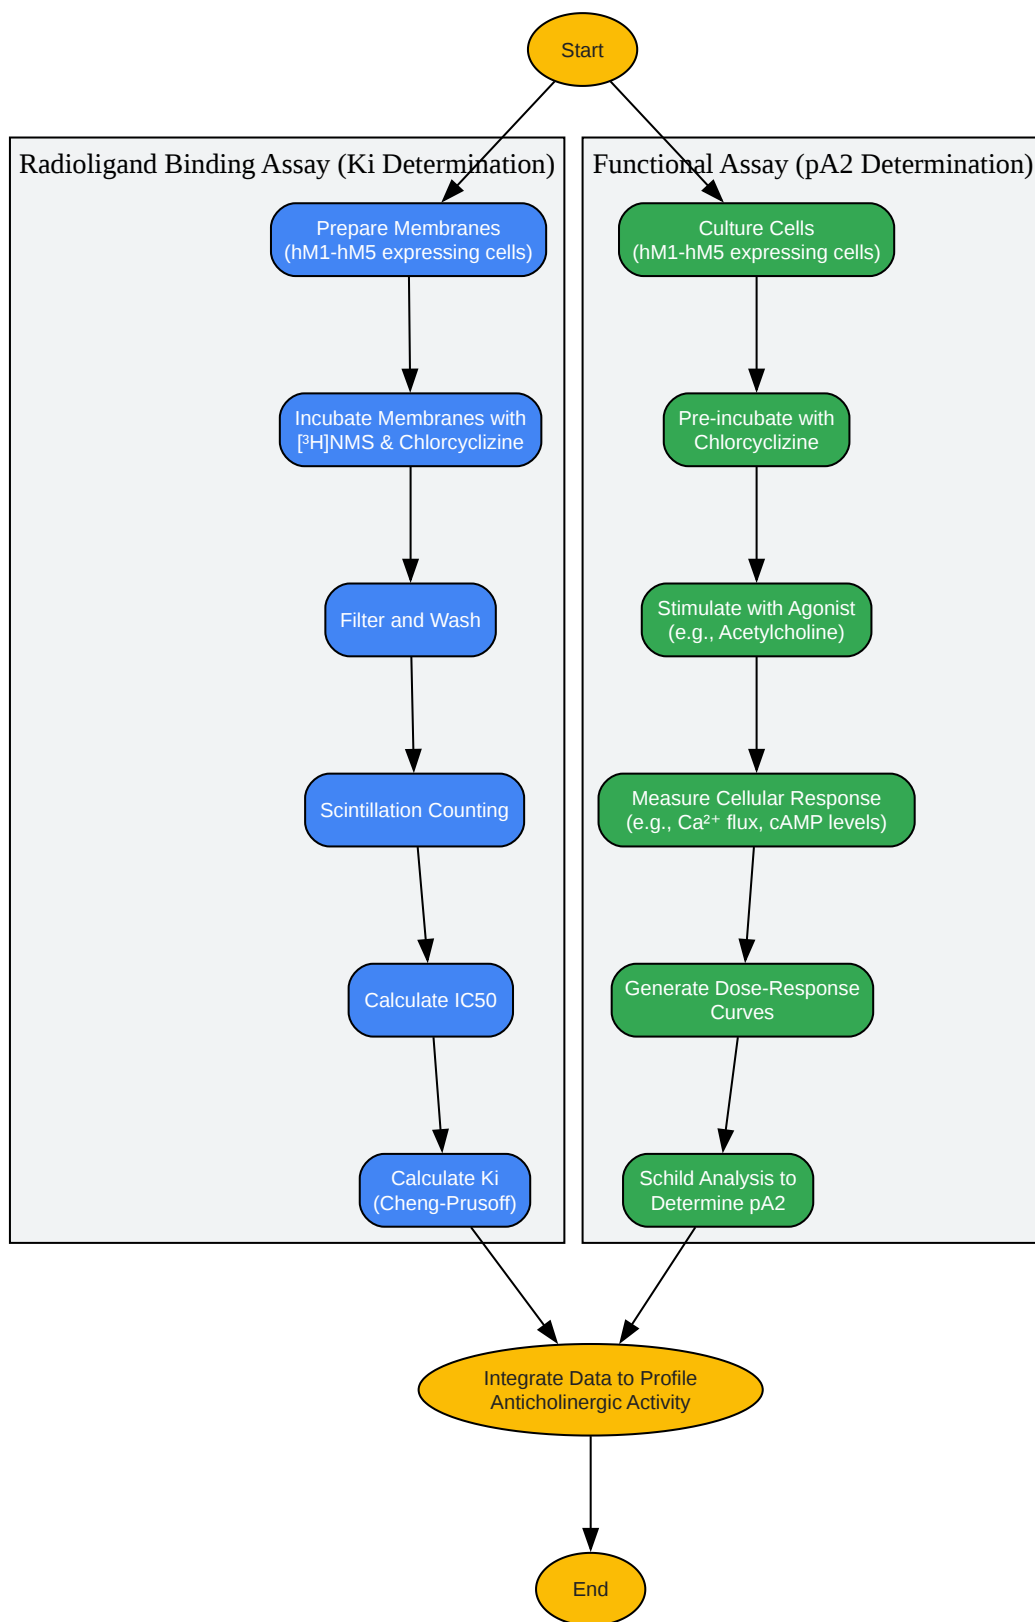 Start
Radioligand Binding Assay (Ki Determination)
Prepare Membranes
(hM1-hM5 expressing cells)
Incubate Membranes with
[³H]NMS & Chlorcyclizine
Filter and Wash
Scintillation Counting
Calculate IC50
Calculate Ki
(Cheng-Prusoff)
Functional Assay (pA2 Determination)
Culture Cells
(hM1-hM5 expressing cells)
Pre-incubate with
Chlorcyclizine
Stimulate with Agonist
(e.g., Acetylcholine)
Measure Cellular Response
(e.g., Ca²⁺ flux, cAMP levels)
Generate Dose-Response
Curves
Schild Analysis to
Determine pA2
Integrate Data to Profile
Anticholinergic Activity
End